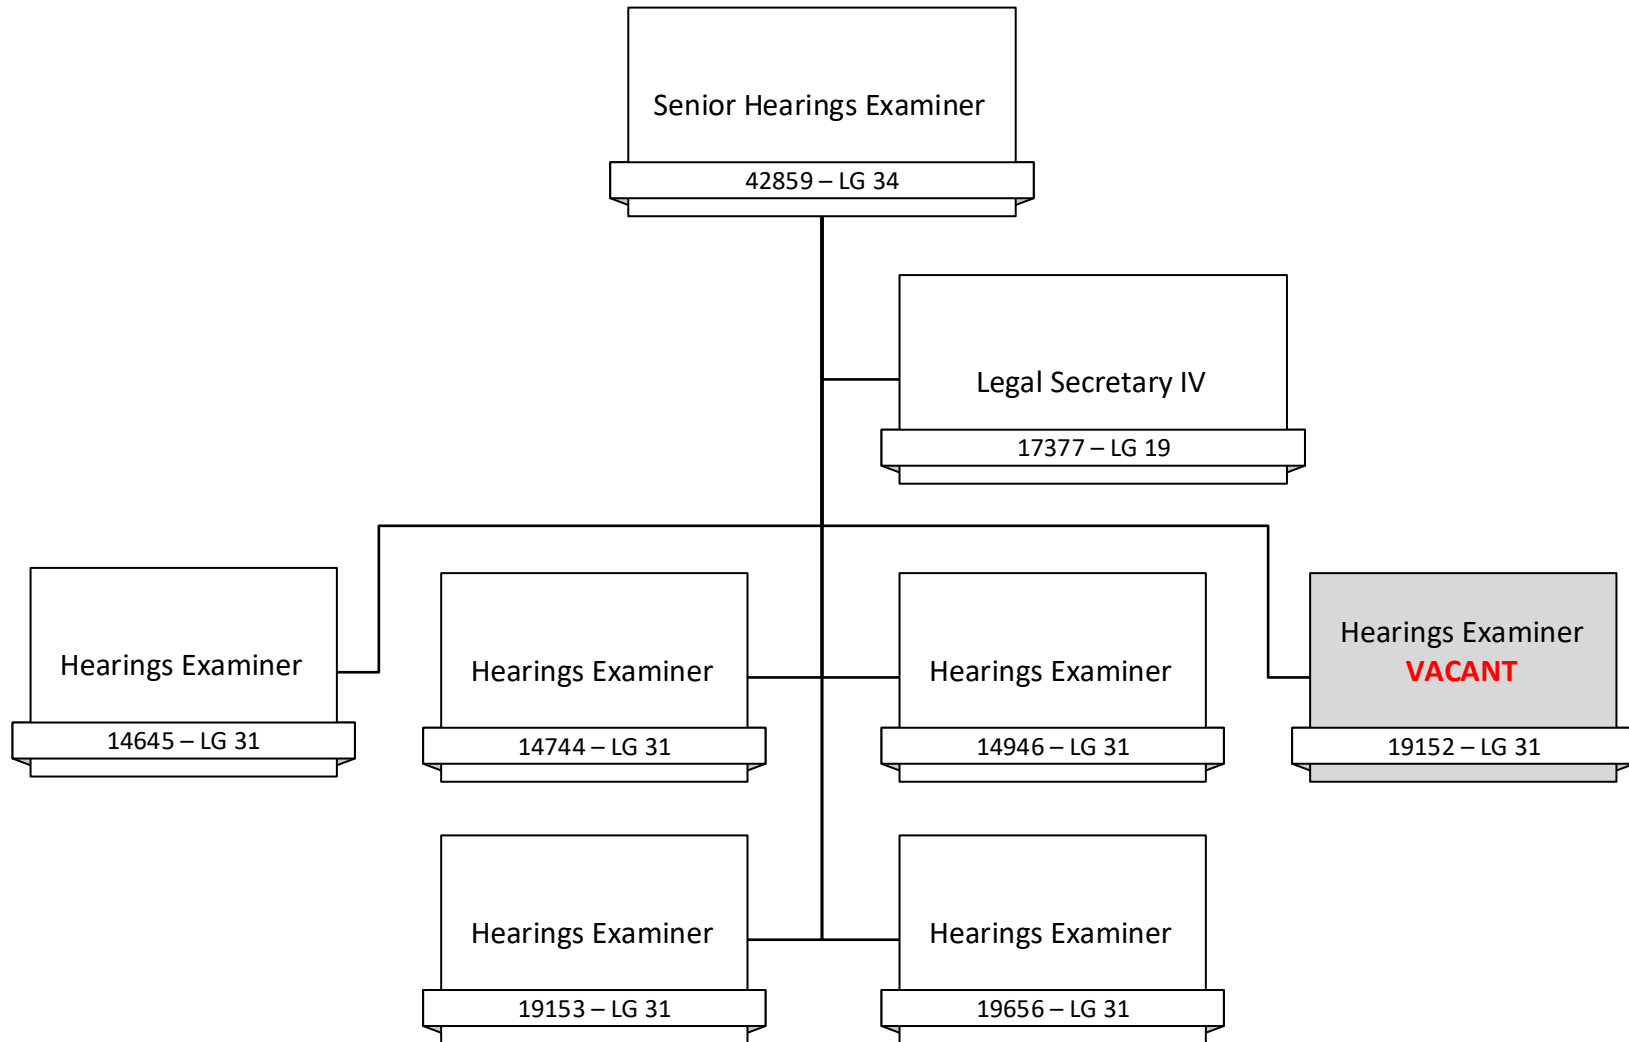 Senior Hearings Examiner
42859 – LG 34
Legal Secretary IV
17377 – LG 19
Hearings Examiner
14645 – LG 31
Hearings Examiner
14744 – LG 31
Hearings Examiner
14946 – LG 31
Hearings Examiner
VACANT
19152 – LG 31
Hearings Examiner
19153 – LG 31
Hearings Examiner
19656 – LG 31